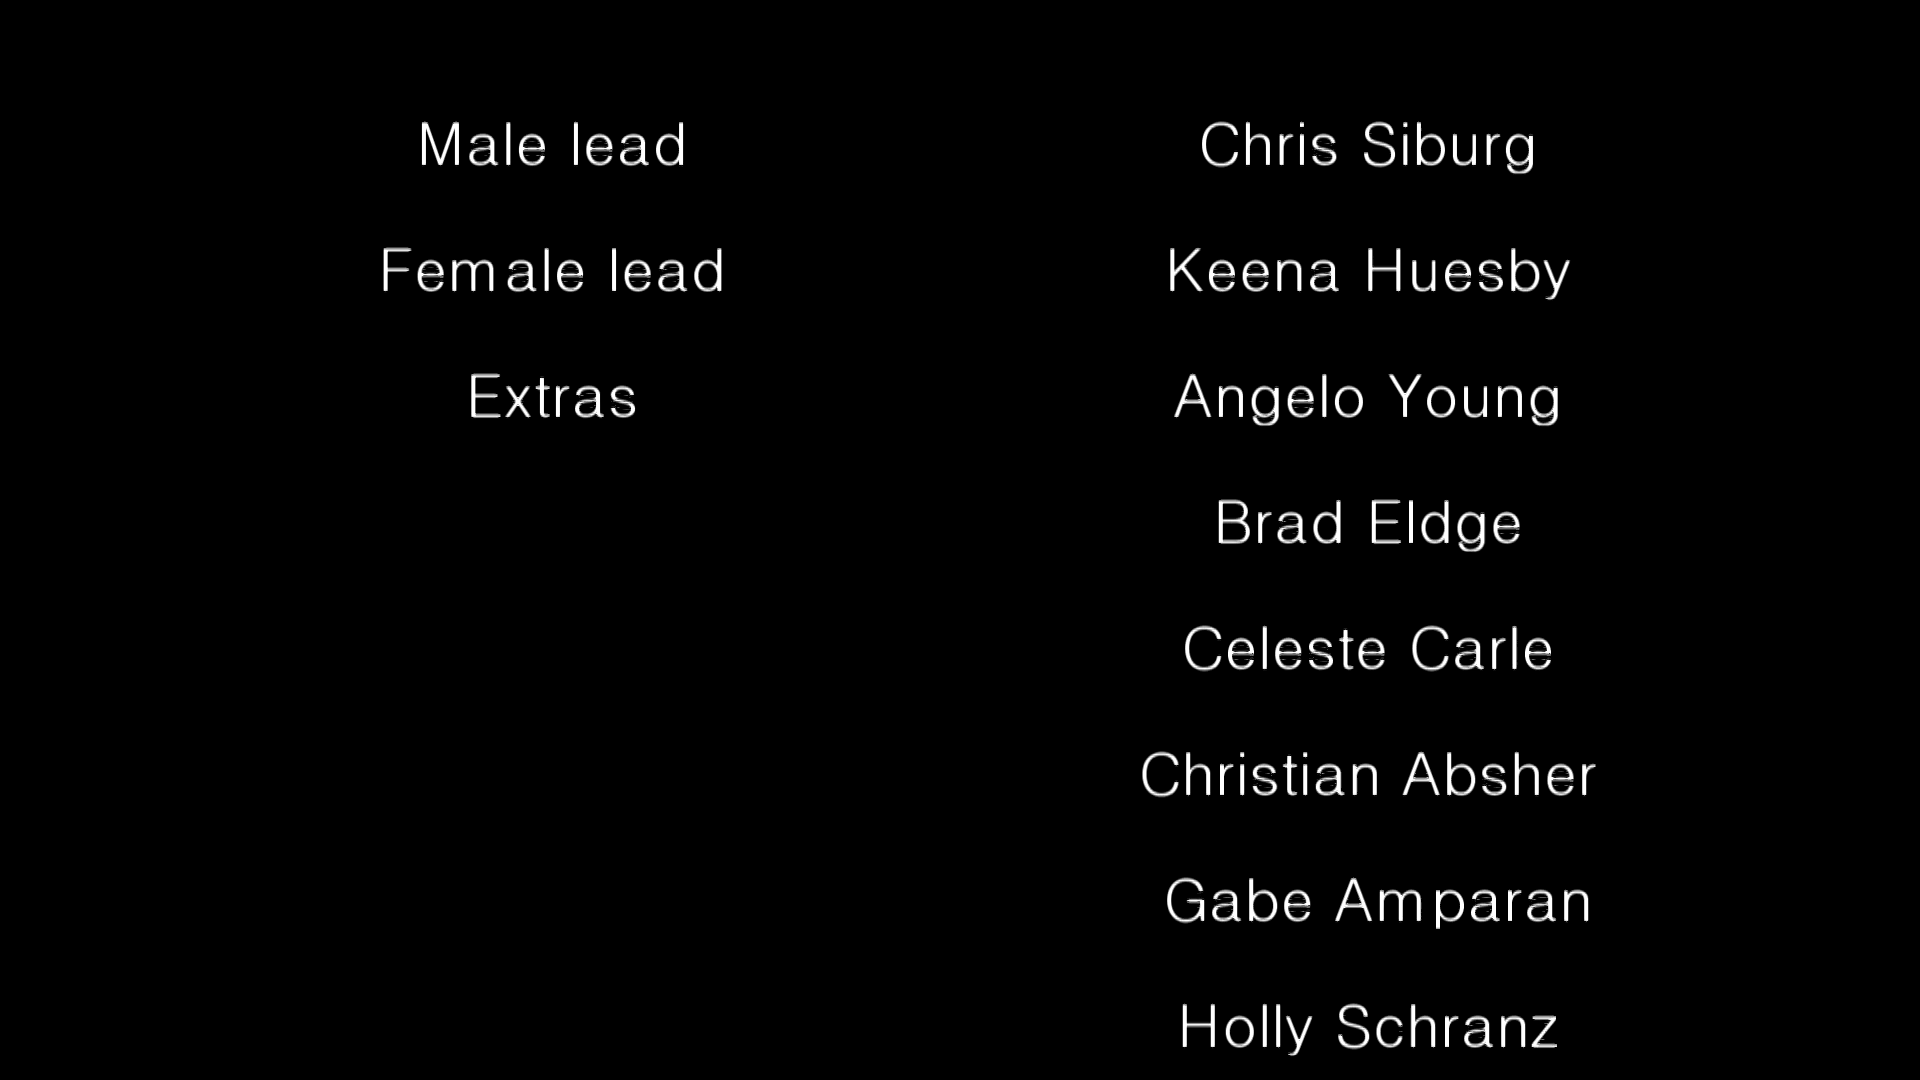 Male lead Chris Siburg
Female lead Keena Huesby
Extras Angelo Young
Brad Eldge
Celeste Carle
Christian Absher
Gabe Amparan
Holly Schranz